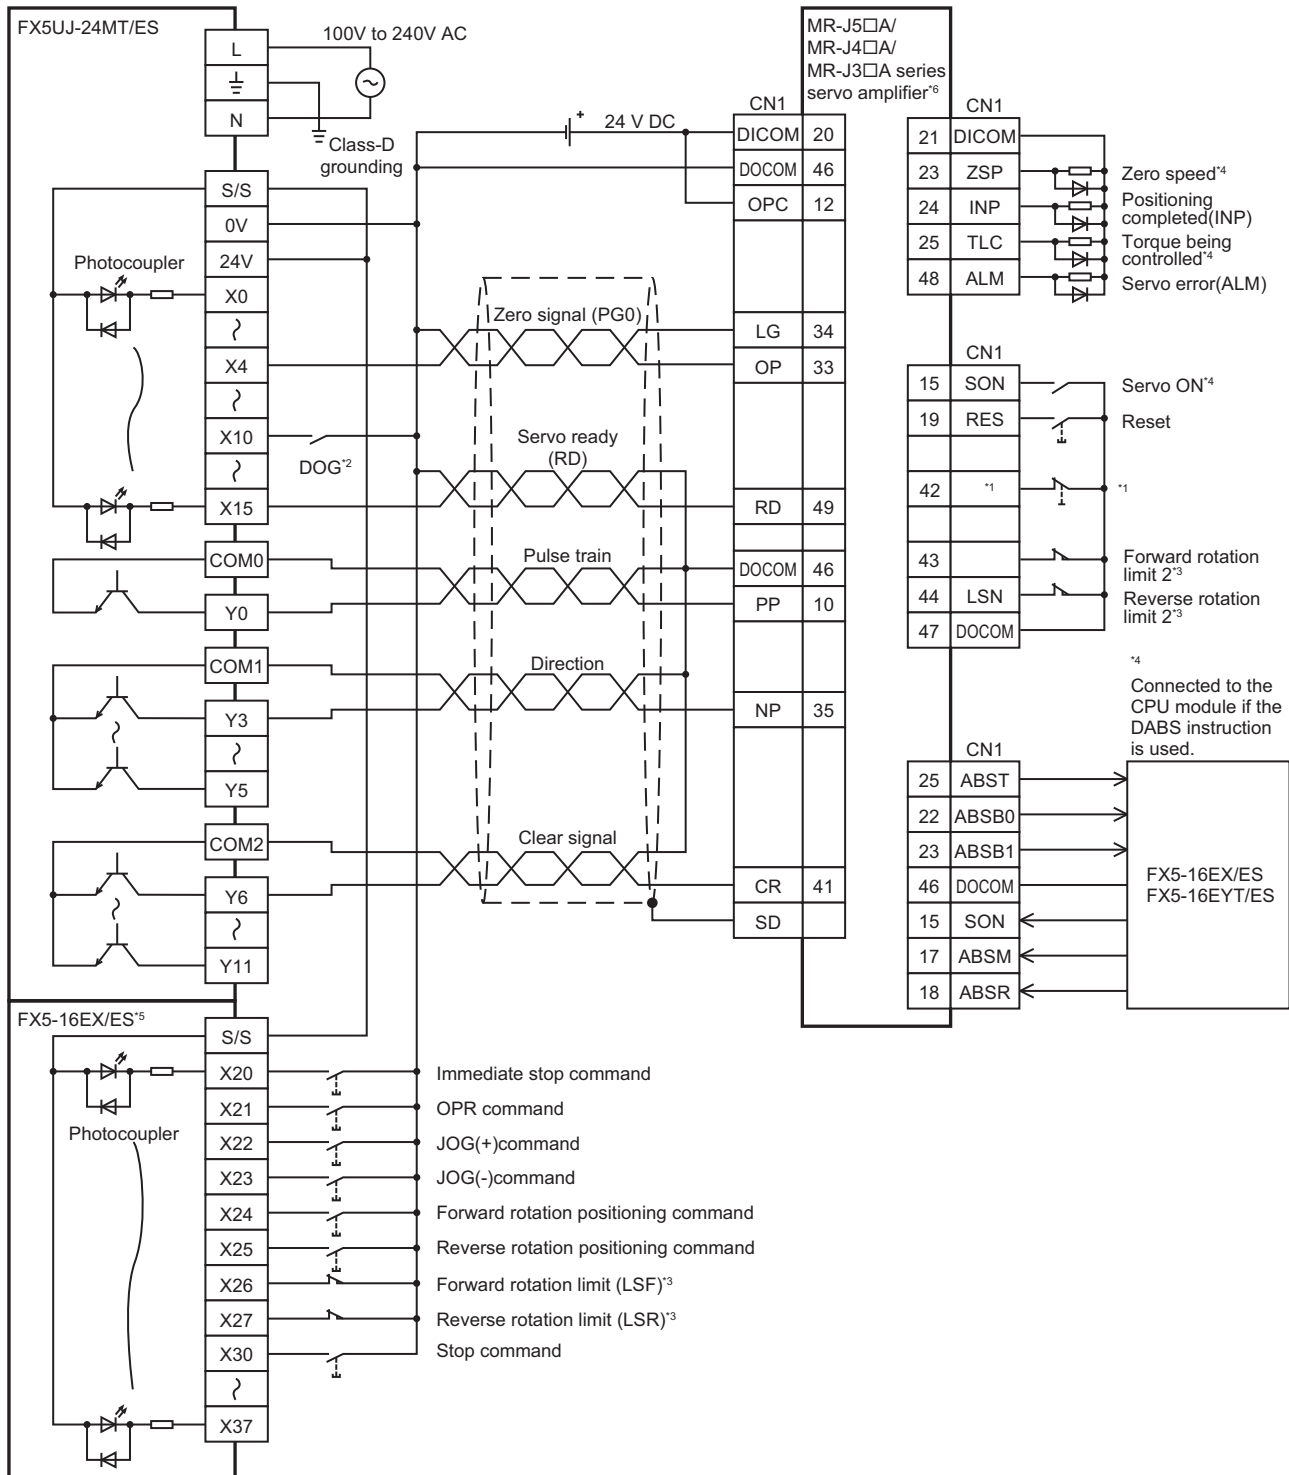 FX5UJ-24MT/ES
L
N
100V to 240V AC
Class-D
grounding
S/S
0V
24V
X0
X4
X10
X15
COM0
Y0
COM1
Y3
Y5
COM2
Y6
Y11
Photocoupler
DOG*2
24 V DC
+
Zero signal (PG0)
Servo ready
(RD)
Pulse train
Direction
Clear signal
MR-J5□A/
MR-J4□A/
MR-J3□A series
servo amplifier*6
CN1
DICOM 20
DOCOM 46
OPC 12
LG 34
OP 33
RD 49
DOCOM 46
PP 10
NP 35
CR 41
SD
CN1
21 DICOM
23 ZSP Zero speed*4
24 INP Positioning
completed(INP)
25 TLC Torque being
controlled*4
48 ALM Servo error(ALM)
CN1
15 SON Servo ON*4
19 RES Reset
42 *1 *1
43 Forward rotation
limit 2*3
44 LSN Reverse rotation
limit 2*3
47 DOCOM
*4
Connected to the
CPU module if the
DABS instruction
is used.
CN1
25 ABST
22 ABSB0
23 ABSB1
46 DOCOM
15 SON
17 ABSM
18 ABSR
FX5-16EX/ES
FX5-16EYT/ES
FX5-16EX/ES*5
S/S
Photocoupler
X20 Immediate stop command
X21 OPR command
X22 JOG(+)command
X23 JOG(-)command
X24 Forward rotation positioning command
X25 Reverse rotation positioning command
X26 Forward rotation limit (LSF)*3
X27 Reverse rotation limit (LSR)*3
X30 Stop command
X37